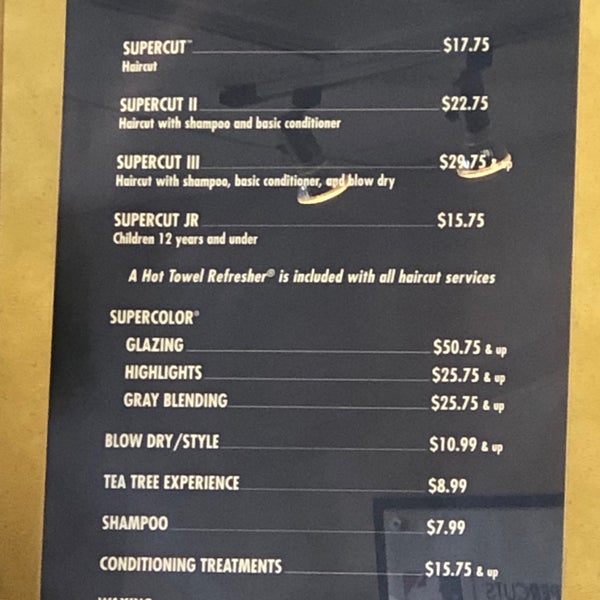 SUPERCUT™ $17.75
Haircut
SUPERCUT II $22.75
Haircut with shampoo and basic conditioner
SUPERCUT III $29.75 & up
Haircut with shampoo, basic conditioner, and blow dry
SUPERCUT JR $15.75
Children 12 years and under
A Hot Towel Refresher® is included with all haircut services
SUPERCOLOR®
GLAZING $50.75 & up
HIGHLIGHTS $25.75 & up
GRAY BLENDING $25.75 & up
BLOW DRY/STYLE $10.99 & up
TEA TREE EXPERIENCE $8.99
SHAMPOO $7.99
CONDITIONING TREATMENTS $15.75 & up